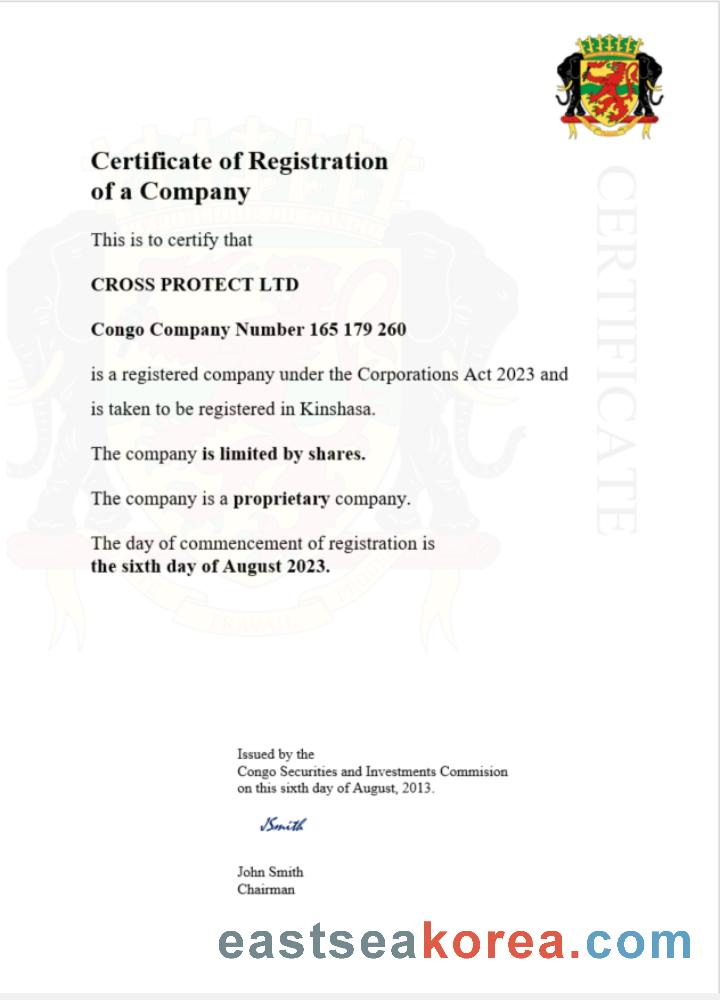 Certificate of Registration
of a Company
This is to certify that
CROSS PROTECT LTD
Congo Company Number 165 179 260
is a registered company under the Corporations Act 2023 and
is taken to be registered in Kinshasa.
The company is limited by shares.
The company is a proprietary company.
The day of commencement of registration is
the sixth day of August 2023.
CERTIFICATE
TRAVAIL
Issued by the
Congo Securities and Investments Commision
on this sixth day of August, 2013.
JSmith
John Smith
Chairman
eastseakorea.com